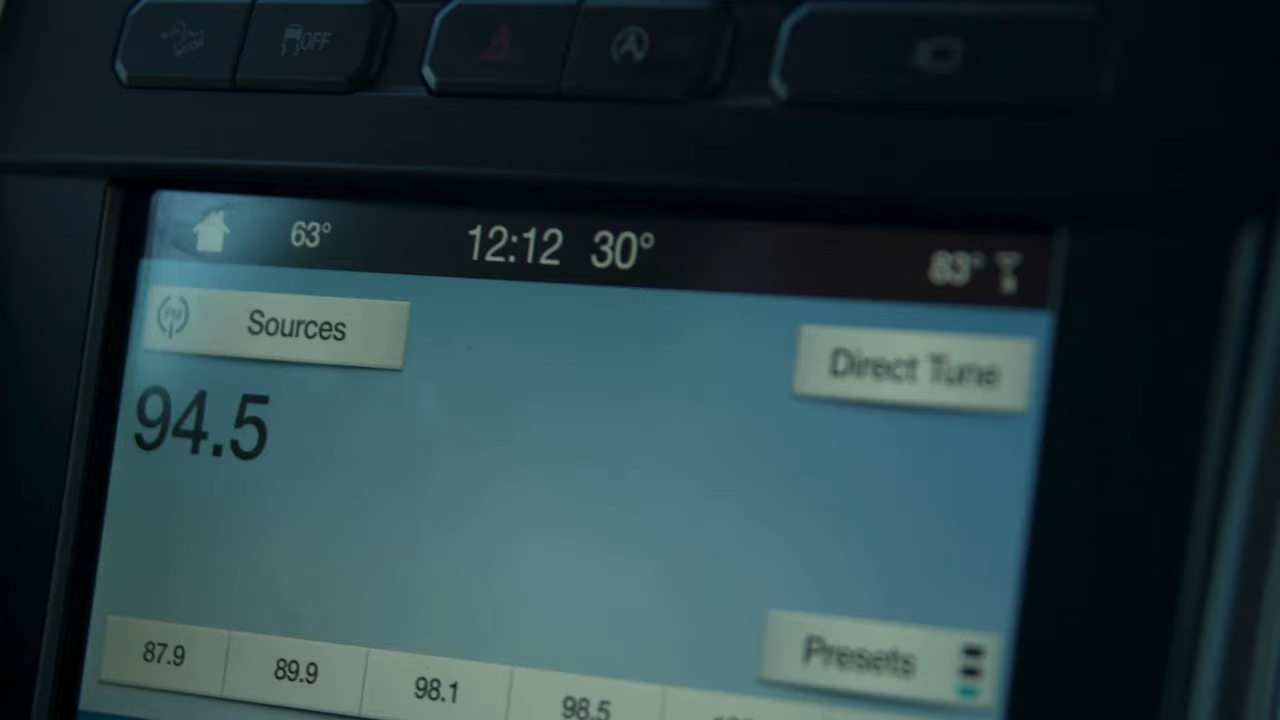 OFF
63° 12:12 30° 83°
FM Sources
Direct Tune
94.5
Presets
87.9 89.9 98.1 98.5